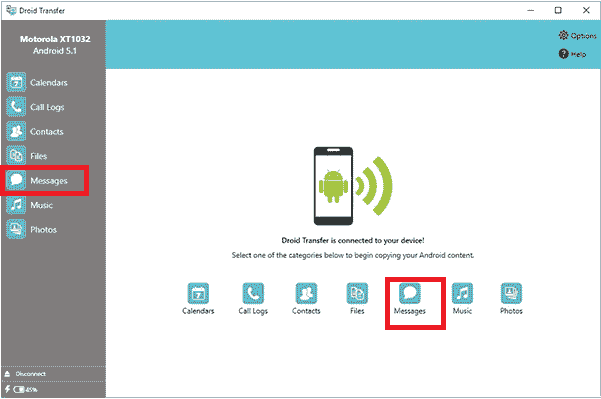 Droid Transfer
Motorola XT1032
Android 5.1
Options
Help
Calendars
Call Logs
Contacts
Files
Messages
Music
Photos
Droid Transfer is connected to your device!
Select one of the categories below to begin copying your Android content.
Calendars Call Logs Contacts Files Messages Music Photos
Disconnect
45%